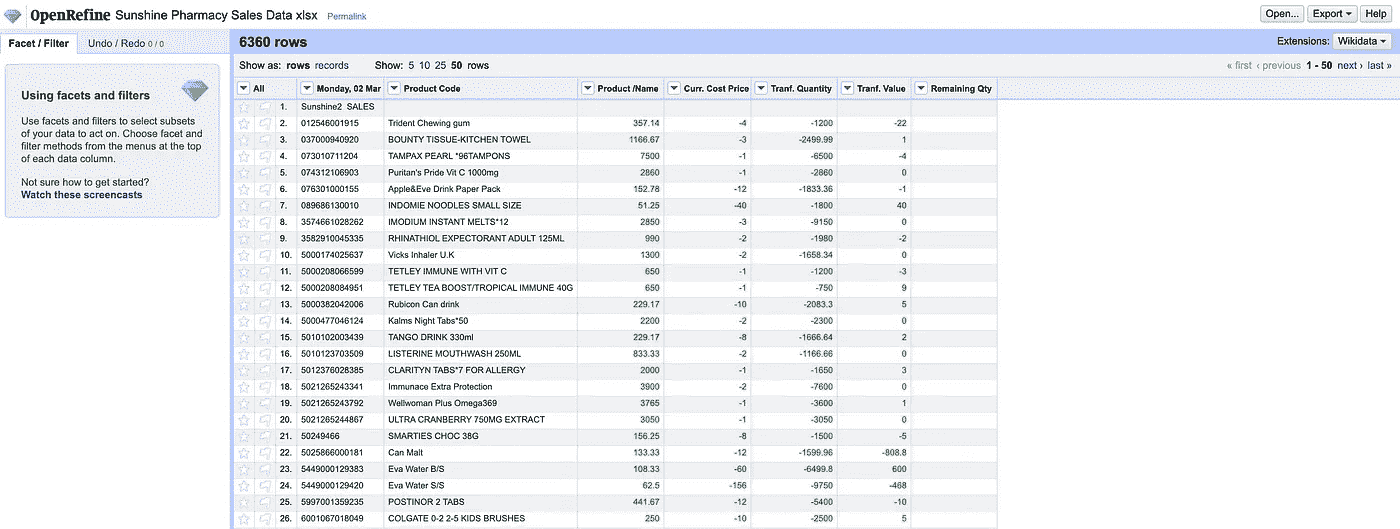 OpenRefine Sunshine Pharmacy Sales Data xlsx Permalink Open... Export Help
Facet / Filter Undo / Redo 0 / 0 6360 rows Extensions: Wikidata
Show as: rows records Show: 5 10 25 50 rows « first ‹ previous 1 - 50 next › last »
Using facets and filters
Use facets and filters to select subsets
of your data to act on. Choose facet and
filter methods from the menus at the top
of each data column.
Not sure how to get started?
Watch these screencasts
All Monday, 02 Mar Product Code Product /Name Curr. Cost Price Tranf. Quantity Tranf. Value Remaining Qty
1. Sunshine2 SALES
2. 012546001915 Trident Chewing gum 357.14 -4 -1200 -22
3. 037000940920 BOUNTY TISSUE-KITCHEN TOWEL 1166.67 -3 -2499.99 1
4. 073010711204 TAMPAX PEARL *96TAMPONS 7500 -1 -6500 -4
5. 074312106903 Puritan's Pride Vit C 1000mg 2860 -1 -2860 0
6. 076301000155 Apple&Eve Drink Paper Pack 152.78 -12 -1833.36 -1
7. 089686130010 INDOMIE NOODLES SMALL SIZE 51.25 -40 -1800 40
8. 3574661028262 IMODIUM INSTANT MELTS*12 2850 -3 -9150 0
9. 3582910045335 RHINATHIOL EXPECTORANT ADULT 125ML 990 -2 -1980 -2
10. 5000174025637 Vicks Inhaler U.K 1300 -2 -1658.34 0
11. 5000208066599 TETLEY IMMUNE WITH VIT C 650 -1 -1200 -3
12. 5000208084951 TETLEY TEA BOOST/TROPICAL IMMUNE 40G 650 -1 -750 9
13. 5000382042006 Rubicon Can drink 229.17 -10 -2083.3 5
14. 5000477046124 Kalms Night Tabs*50 2200 -2 -2300 0
15. 5010102003439 TANGO DRINK 330ml 229.17 -8 -1666.64 2
16. 5010123703509 LISTERINE MOUTHWASH 250ML 833.33 -2 -1166.66 0
17. 5012376028385 CLARITYN TABS*7 FOR ALLERGY 2000 -1 -1650 3
18. 5021265243341 Immunace Extra Protection 3900 -2 -7600 0
19. 5021265243792 Wellwoman Plus Omega369 3765 -1 -3600 1
20. 5021265244867 ULTRA CRANBERRY 750MG EXTRACT 3050 -1 -3050 0
21. 50249466 SMARTIES CHOC 38G 156.25 -8 -1500 -5
22. 5025866000181 Can Malt 133.33 -12 -1599.96 -808.8
23. 5449000129383 Eva Water B/S 108.33 -60 -6499.8 600
24. 5449000129420 Eva Water S/S 62.5 -156 -9750 -468
25. 5997001359235 POSTINOR 2 TABS 441.67 -12 -5400 -10
26. 6001067018049 COLGATE 0-2 2-5 KIDS BRUSHES 250 -10 -2500 5